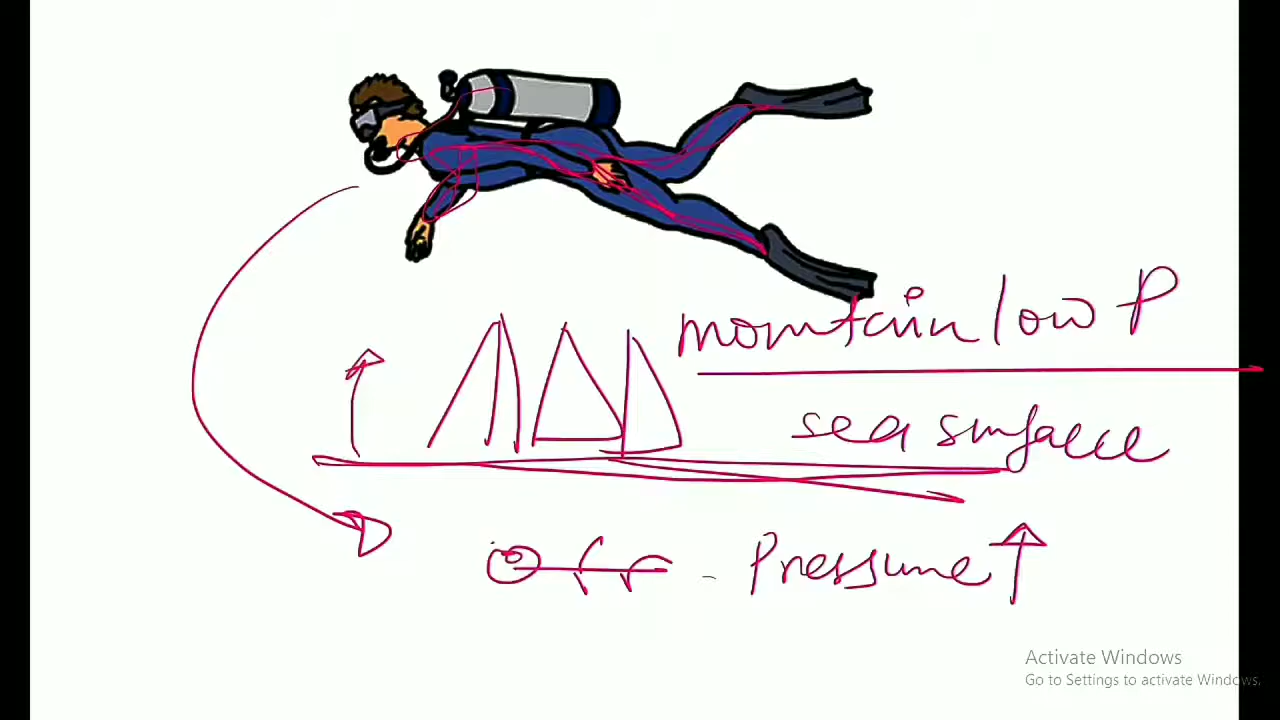 mountain low P
sea surface
Pressure
Activate Windows
Go to Settings to activate Windows.